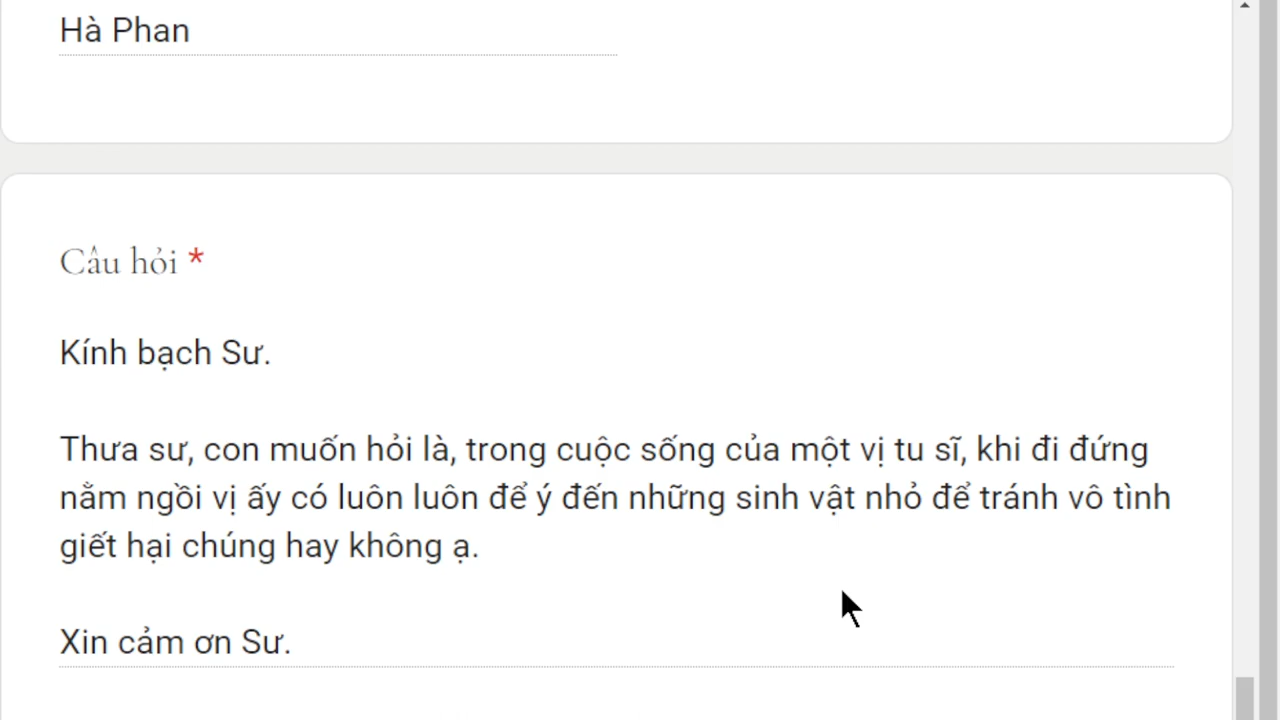 Hà Phan
Câu hỏi *
Kính bạch Sư.
Thưa sư, con muốn hỏi là, trong cuộc sống của một vị tu sĩ, khi đi đứng
nằm ngồi vị ấy có luôn luôn để ý đến những sinh vật nhỏ để tránh vô tình
giết hại chúng hay không ạ.
Xin cảm ơn Sư.